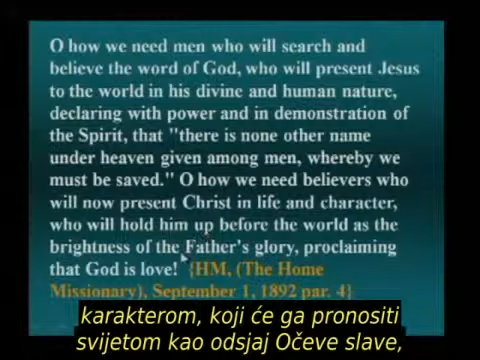 O how we need men who will search and
believe the word of God, who will present Jesus
to the world in his divine and human nature,
declaring with power and in demonstration of
the Spirit, that "there is none other name
under heaven given among men, whereby we
must be saved." O how we need believers who
will now present Christ in life and character,
who will hold him up before the world as the
brightness of the Father's glory, proclaiming
that God is love! {HM, (The Home
Missionary), September 1, 1892 par. 4}
karakterom, koji će ga pronositi
svijetom kao odsjaj Očeve slave,